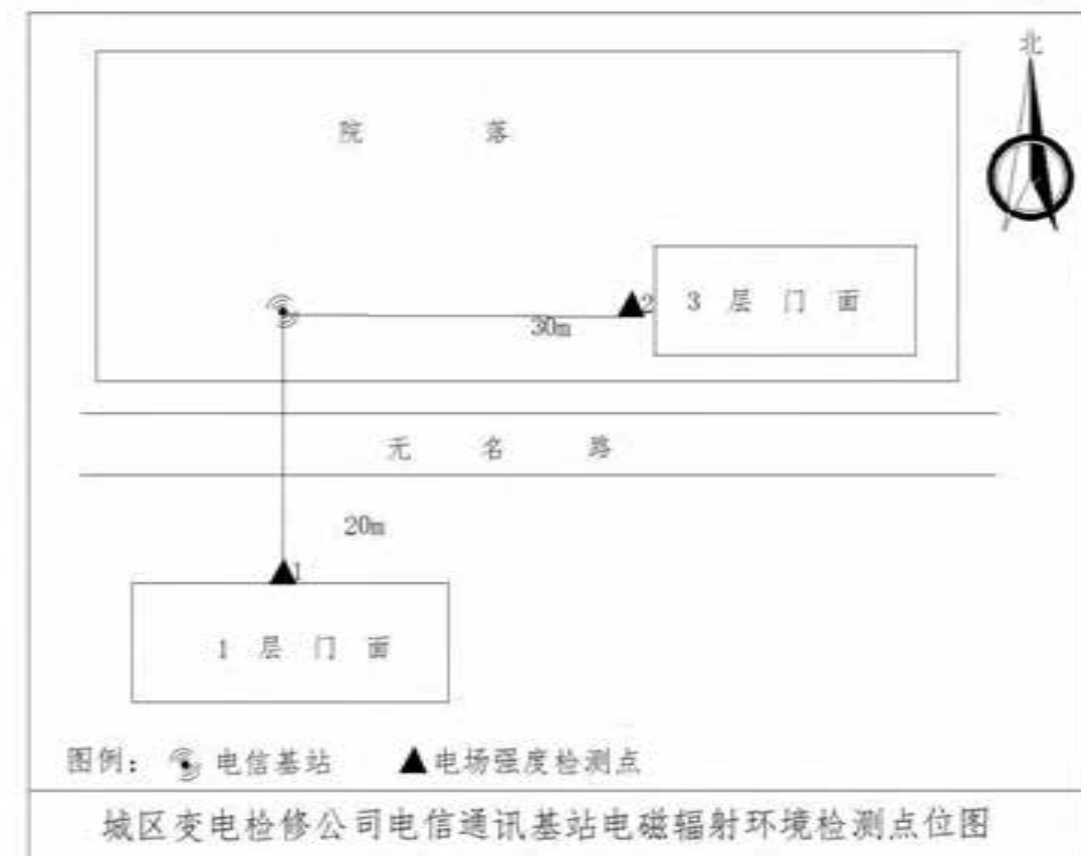 北
院 落
2
3 层 门 面
30m
无 名 路
20m
1
1 层 门 面
图例： 电信基站 电场强度检测点
城区变电检修公司电信通讯基站电磁辐射环境检测点位图